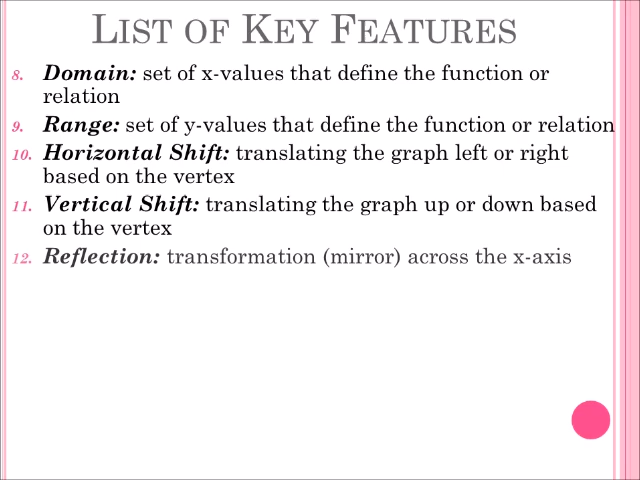 LIST OF KEY FEATURES
8. Domain: set of x-values that define the function or
relation
9. Range: set of y-values that define the function or relation
10. Horizontal Shift: translating the graph left or right
based on the vertex
11. Vertical Shift: translating the graph up or down based
on the vertex
12. Reflection: transformation (mirror) across the x-axis